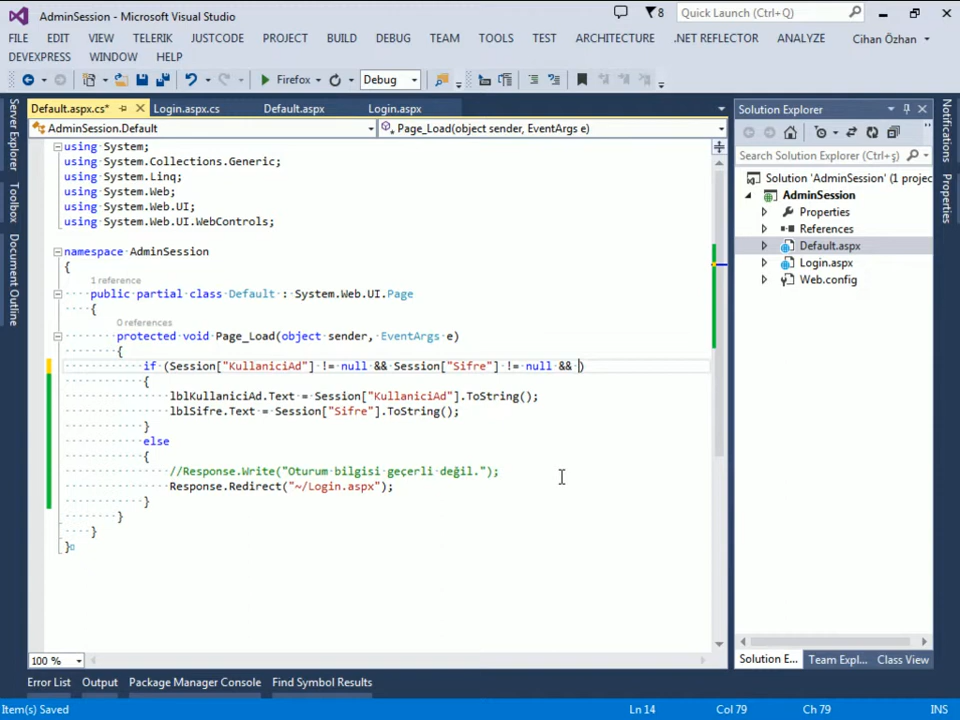 AdminSession - Microsoft Visual Studio
8
Quick Launch (Ctrl+Q)
FILE EDIT VIEW TELERIK JUSTCODE PROJECT BUILD DEBUG TEAM TOOLS TEST ARCHITECTURE .NET REFLECTOR ANALYZE Cihan Özhan
DEVEXPRESS WINDOW HELP
Firefox Debug
Server Explorer
Toolbox
Document Outline
Default.aspx.cs* Login.aspx.cs Default.aspx Login.aspx
AdminSession.Default Page_Load(object sender, EventArgs e)
using System;
using System.Collections.Generic;
using System.Linq;
using System.Web;
using System.Web.UI;
using System.Web.UI.WebControls;
namespace AdminSession
{
1 reference
public partial class Default : System.Web.UI.Page
{
0 references
protected void Page_Load(object sender, EventArgs e)
{
if (Session["KullaniciAd"] != null && Session["Sifre"] != null && )
{
lblKullaniciAd.Text = Session["KullaniciAd"].ToString();
lblSifre.Text = Session["Sifre"].ToString();
}
else
{
//Response.Write("Oturum bilgisi geçerli değil.");
Response.Redirect("~/Login.aspx");
}
}
}
}
100 %
Solution Explorer
Search Solution Explorer (Ctrl+ş)
Solution 'AdminSession' (1 projec
AdminSession
Properties
References
Default.aspx
Login.aspx
Web.config
Solution E... Team Expl... Class View
Notifications
Properties
Error List Output Package Manager Console Find Symbol Results
Item(s) Saved Ln 14 Col 79 Ch 79 INS